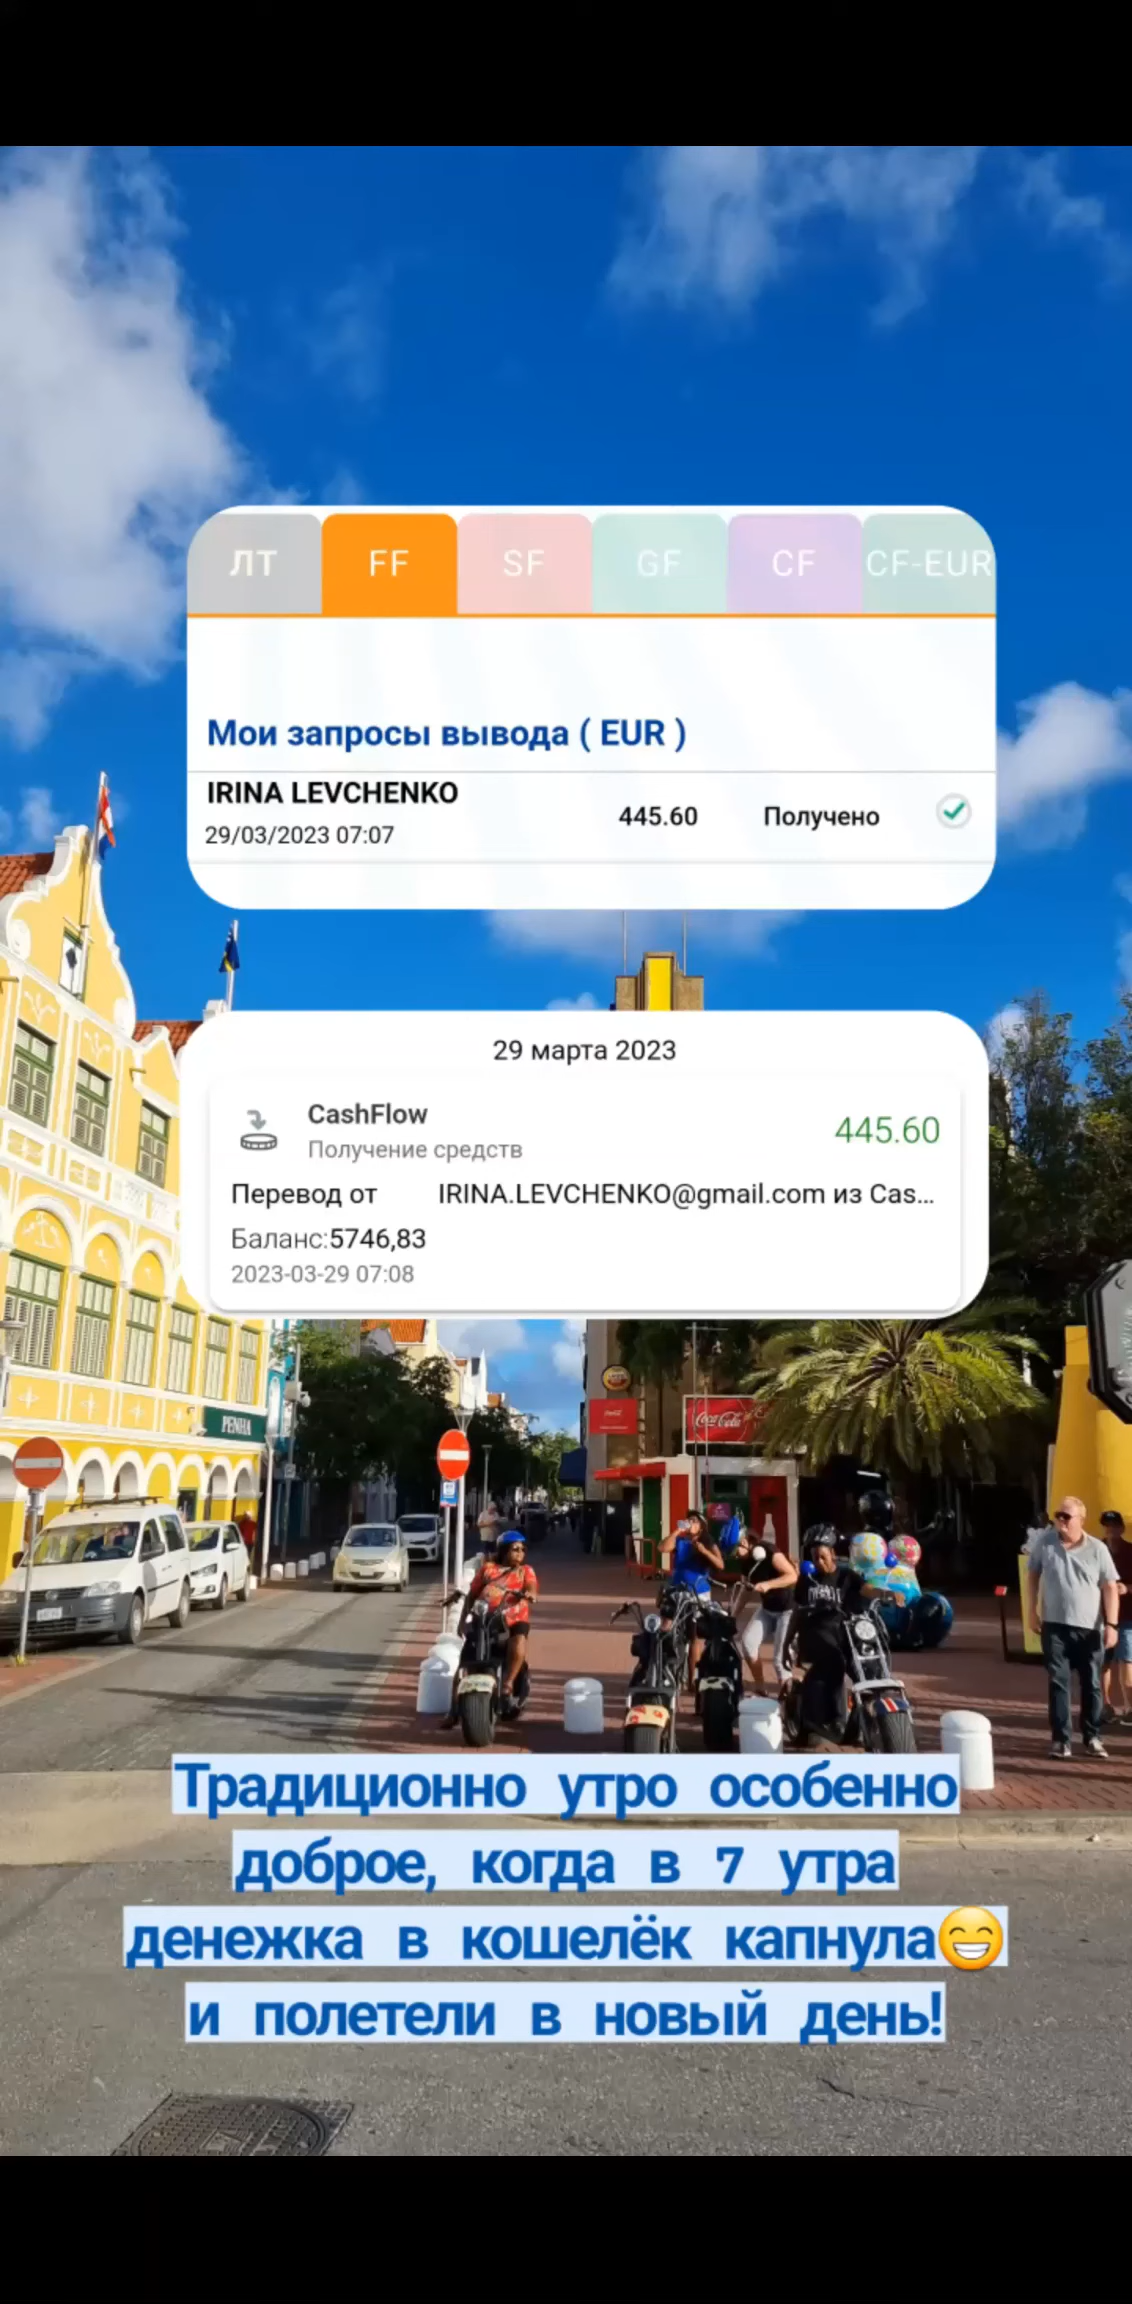 ЛТ FF SF GF CF CF-EUR
Мои запросы вывода ( EUR )
IRINA LEVCHENKO
445.60 Получено
29/03/2023 07:07
29 марта 2023
CashFlow
445.60
Получение средств
Перевод от IRINA.LEVCHENKO@gmail.com из Cas...
Баланс:5746,83
2023-03-29 07:08
PENHA
Coca-Cola
Традиционно утро особенно
доброе, когда в 7 утра
денежка в кошелёк капнула😁
и полетели в новый день!